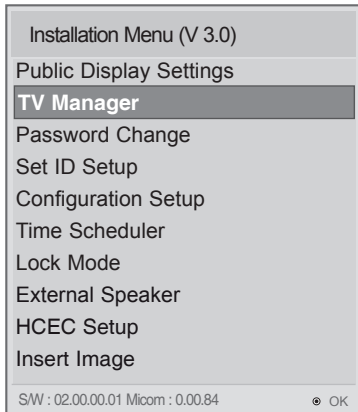 Installation Menu (V 3.0)
Public Display Settings
TV Manager
Password Change
Set ID Setup
Configuration Setup
Time Scheduler
Lock Mode
External Speaker
HCEC Setup
Insert Image
S/W : 02.00.00.01 Micom : 0.00.84 ◉ OK